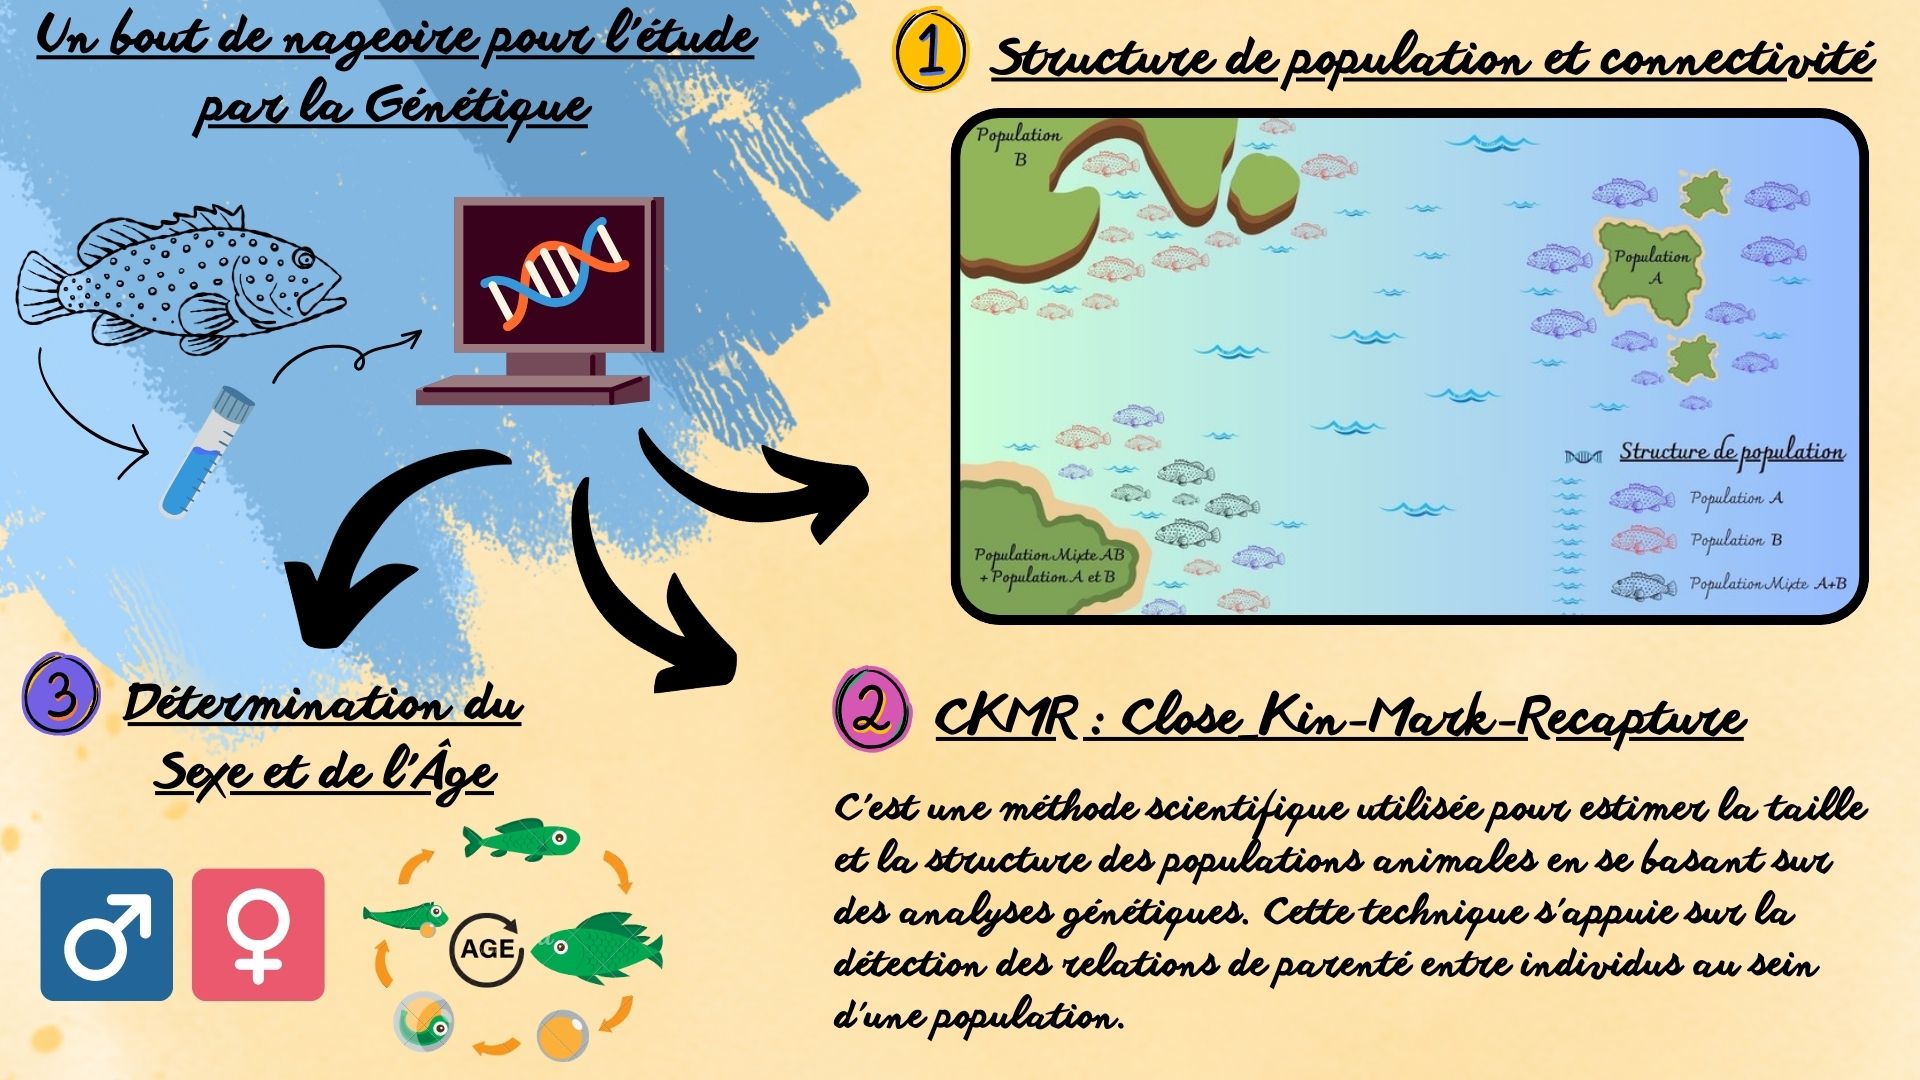 Un bout de nageoire pour l'étude
par la Génétique
1
Structure de population et connectivité
Population
B
Population
A
Structure de population
Population A
Population B
Population Mixte A+B
Population Mixte AB
+ Population A et B
2
CKMR : Close_Kin-Mark-Recapture
C'est une méthode scientifique utilisée pour estimer la taille
et la structure des populations animales en se basant sur
des analyses génétiques. Cette technique s'appuie sur la
détection des relations de parenté entre individus au sein
d'une population.
3
Détermination du
Sexe et de l'Âge
AGE